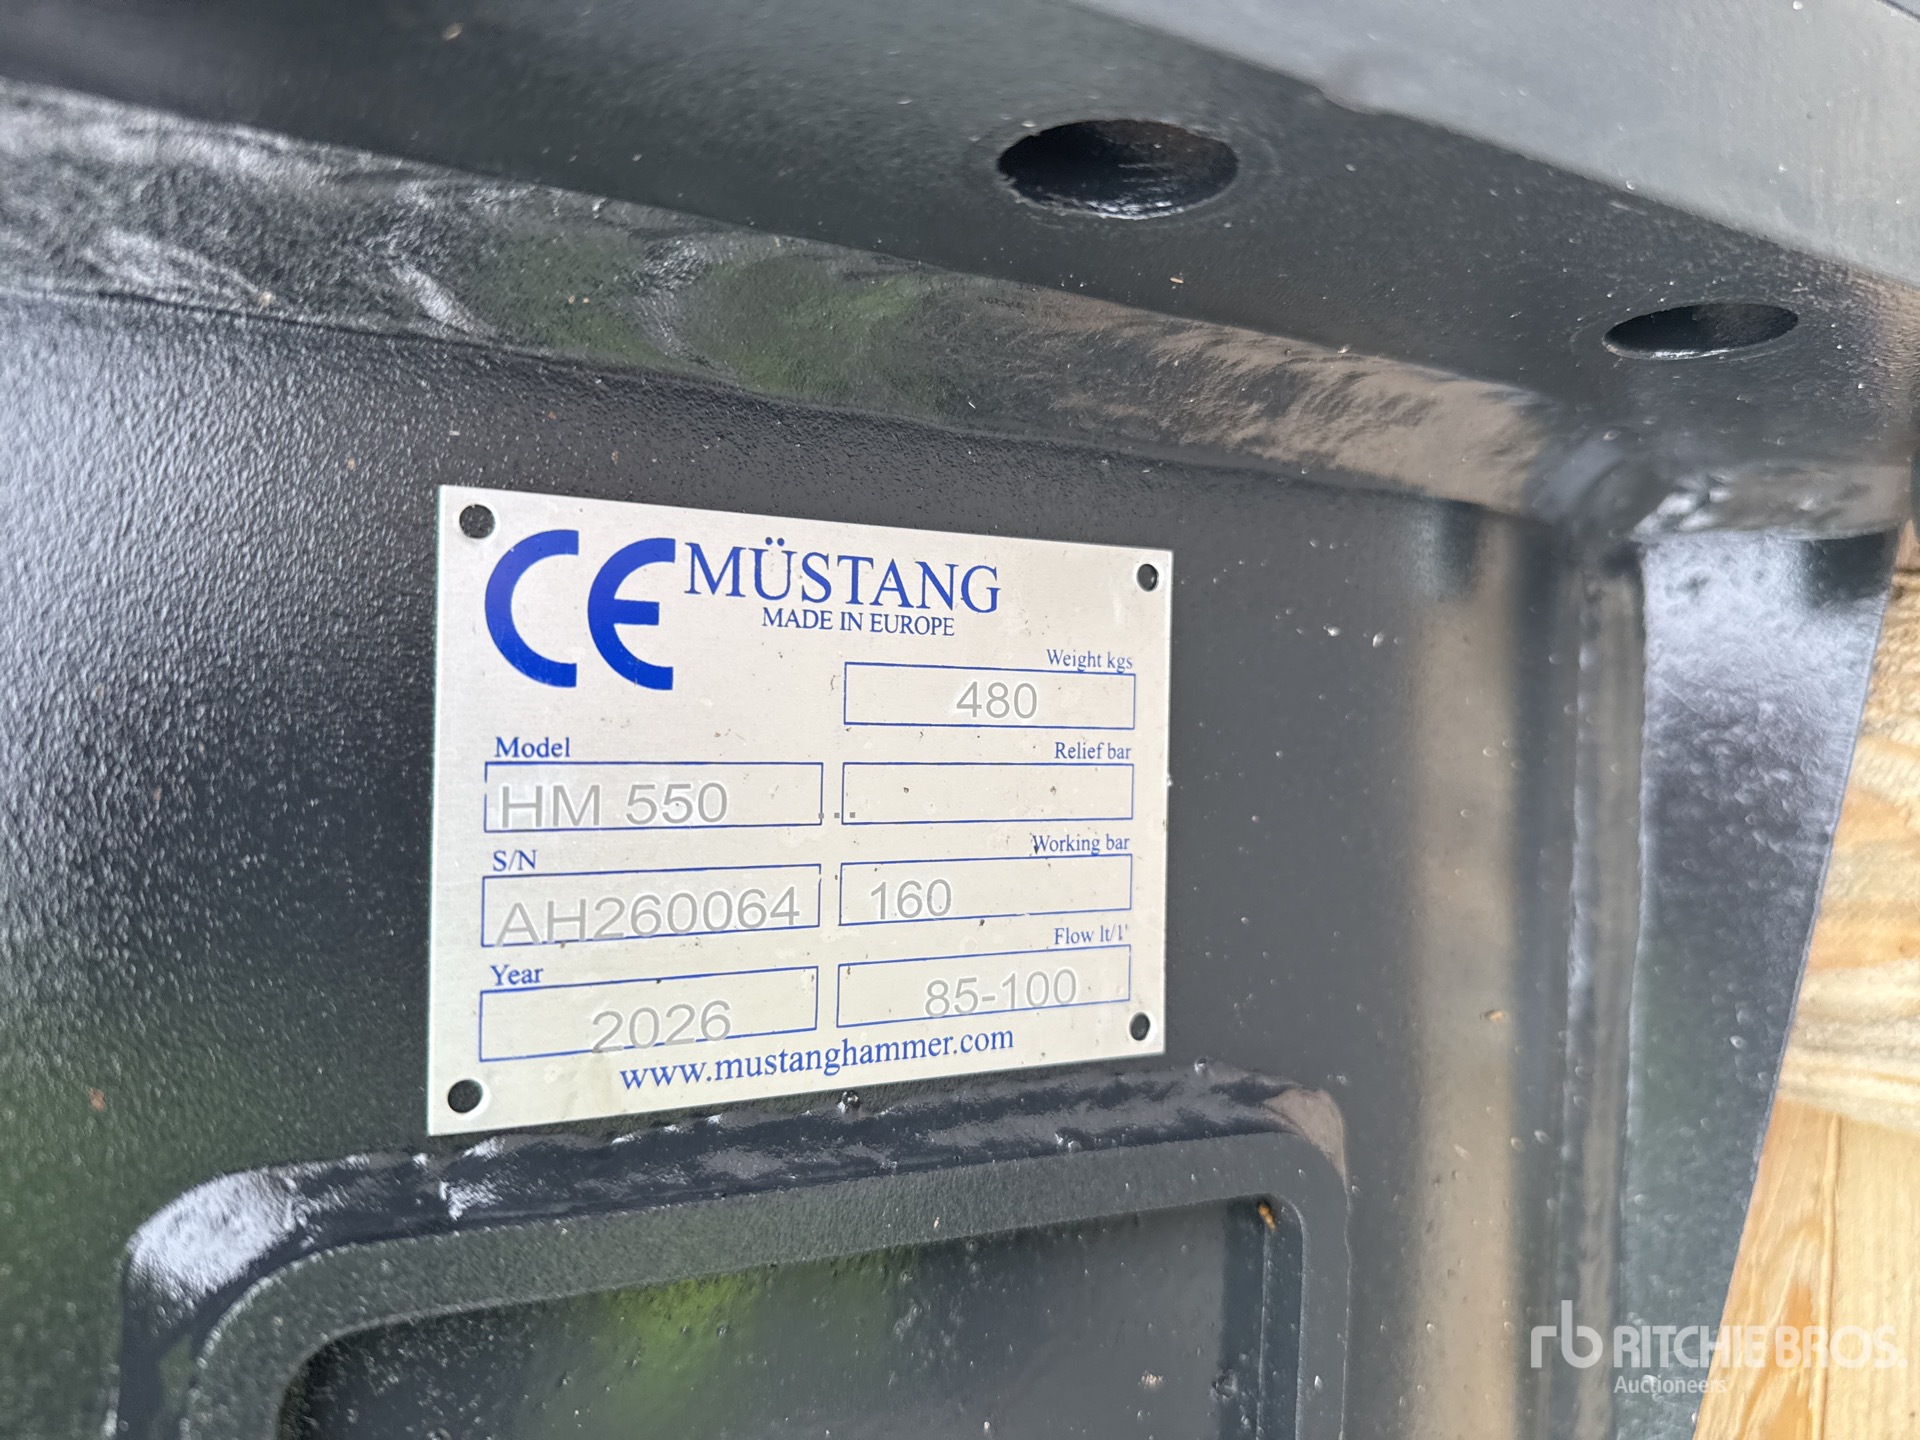 CE MÜSTANG
MADE IN EUROPE
Weight kgs
480
Model
Relief bar
HM 550
...
S/N
Working bar
AH260064
160
Year
Flow lt/1'
2026
85-100
www.mustanghammer.com
rb RITCHIE BROS.
Auctioneers